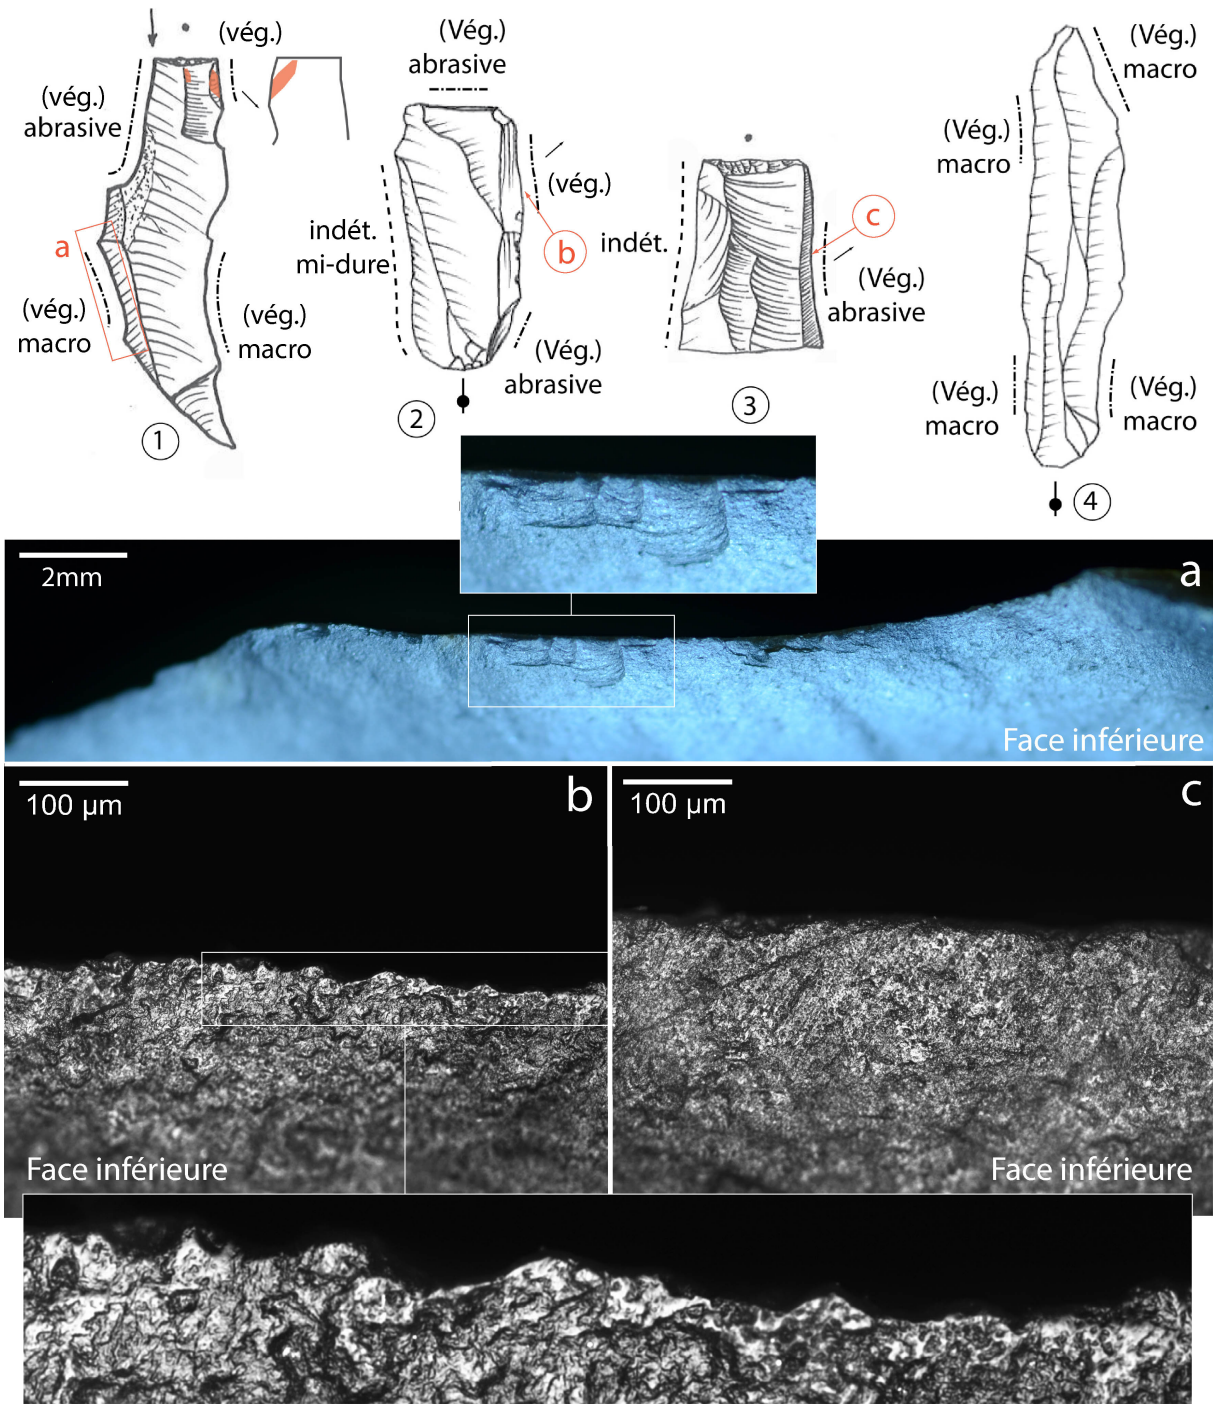 (vég.)
(vég.)
abrasive
a
(vég.)
macro
(vég.)
macro
1
(Vég.)
abrasive
(vég.)
indét.
mi-dure
b
(Vég.)
abrasive
2
indét.
c
(Vég.)
abrasive
3
(Vég.)
macro
(Vég.)
macro
(Vég.)
macro
(Vég.)
macro
4
2mm
a
Face inférieure
100 µm
b
Face inférieure
100 µm
c
Face inférieure